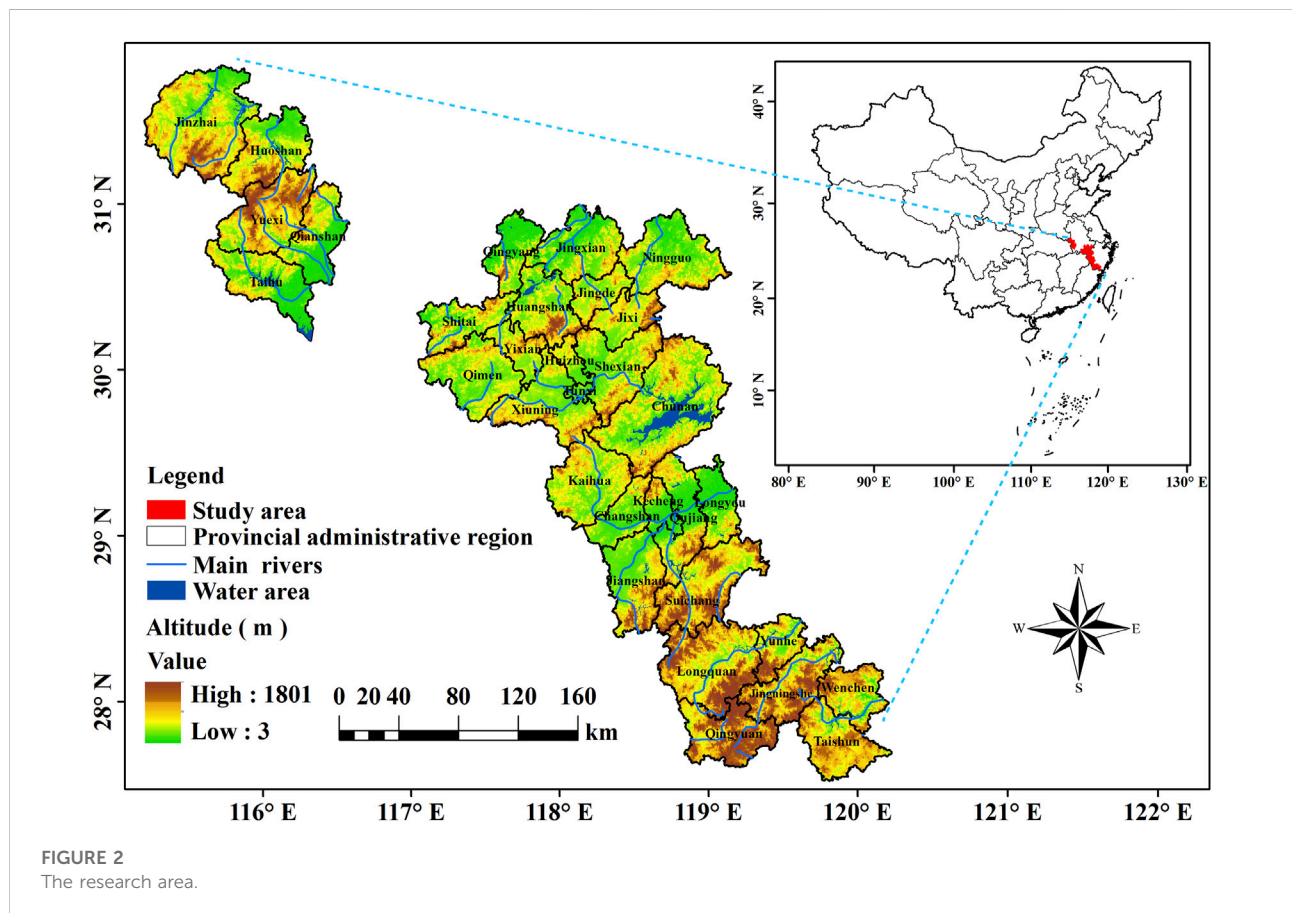 Jinzhai
Huoshan
Yuexi
Qianshan
Taihu
31° N
30° N
29° N
28° N
Qingyang
Jingxian
Ningguo
Jingde
Huangshan
Jixi
Shitai
Yixian
Huizhou
Shexian
Qimen
Tunxi
Xiuning
Chunan
Kaihua
Kecheng
Longyou
Changshan
Qujiang
Jiangshan
Suichang
Yunhe
Longquan
Jingningshe
Wenchen
Qingyuan
Taishun
40° N
30° N
20° N
10° N
80° E
90° E
100° E
110° E
120° E
130° E
Legend
Study area
Provincial administrative region
Main rivers
Water area
Altitude ( m )
Value
High : 1801
Low : 3
0 20 40 80 120 160
km
N
W
E
S
116° E
117° E
118° E
119° E
120° E
121° E
122° E
FIGURE 2
The research area.